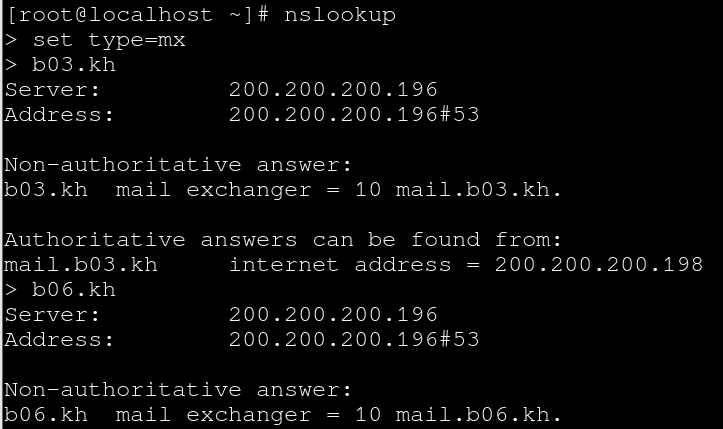 [root@localhost ~]# nslookup
> set type=mx
> b03.kh
Server:         200.200.200.196
Address:        200.200.200.196#53

Non-authoritative answer:
b03.kh  mail exchanger = 10 mail.b03.kh.

Authoritative answers can be found from:
mail.b03.kh     internet address = 200.200.200.198
> b06.kh
Server:         200.200.200.196
Address:        200.200.200.196#53

Non-authoritative answer:
b06.kh  mail exchanger = 10 mail.b06.kh.